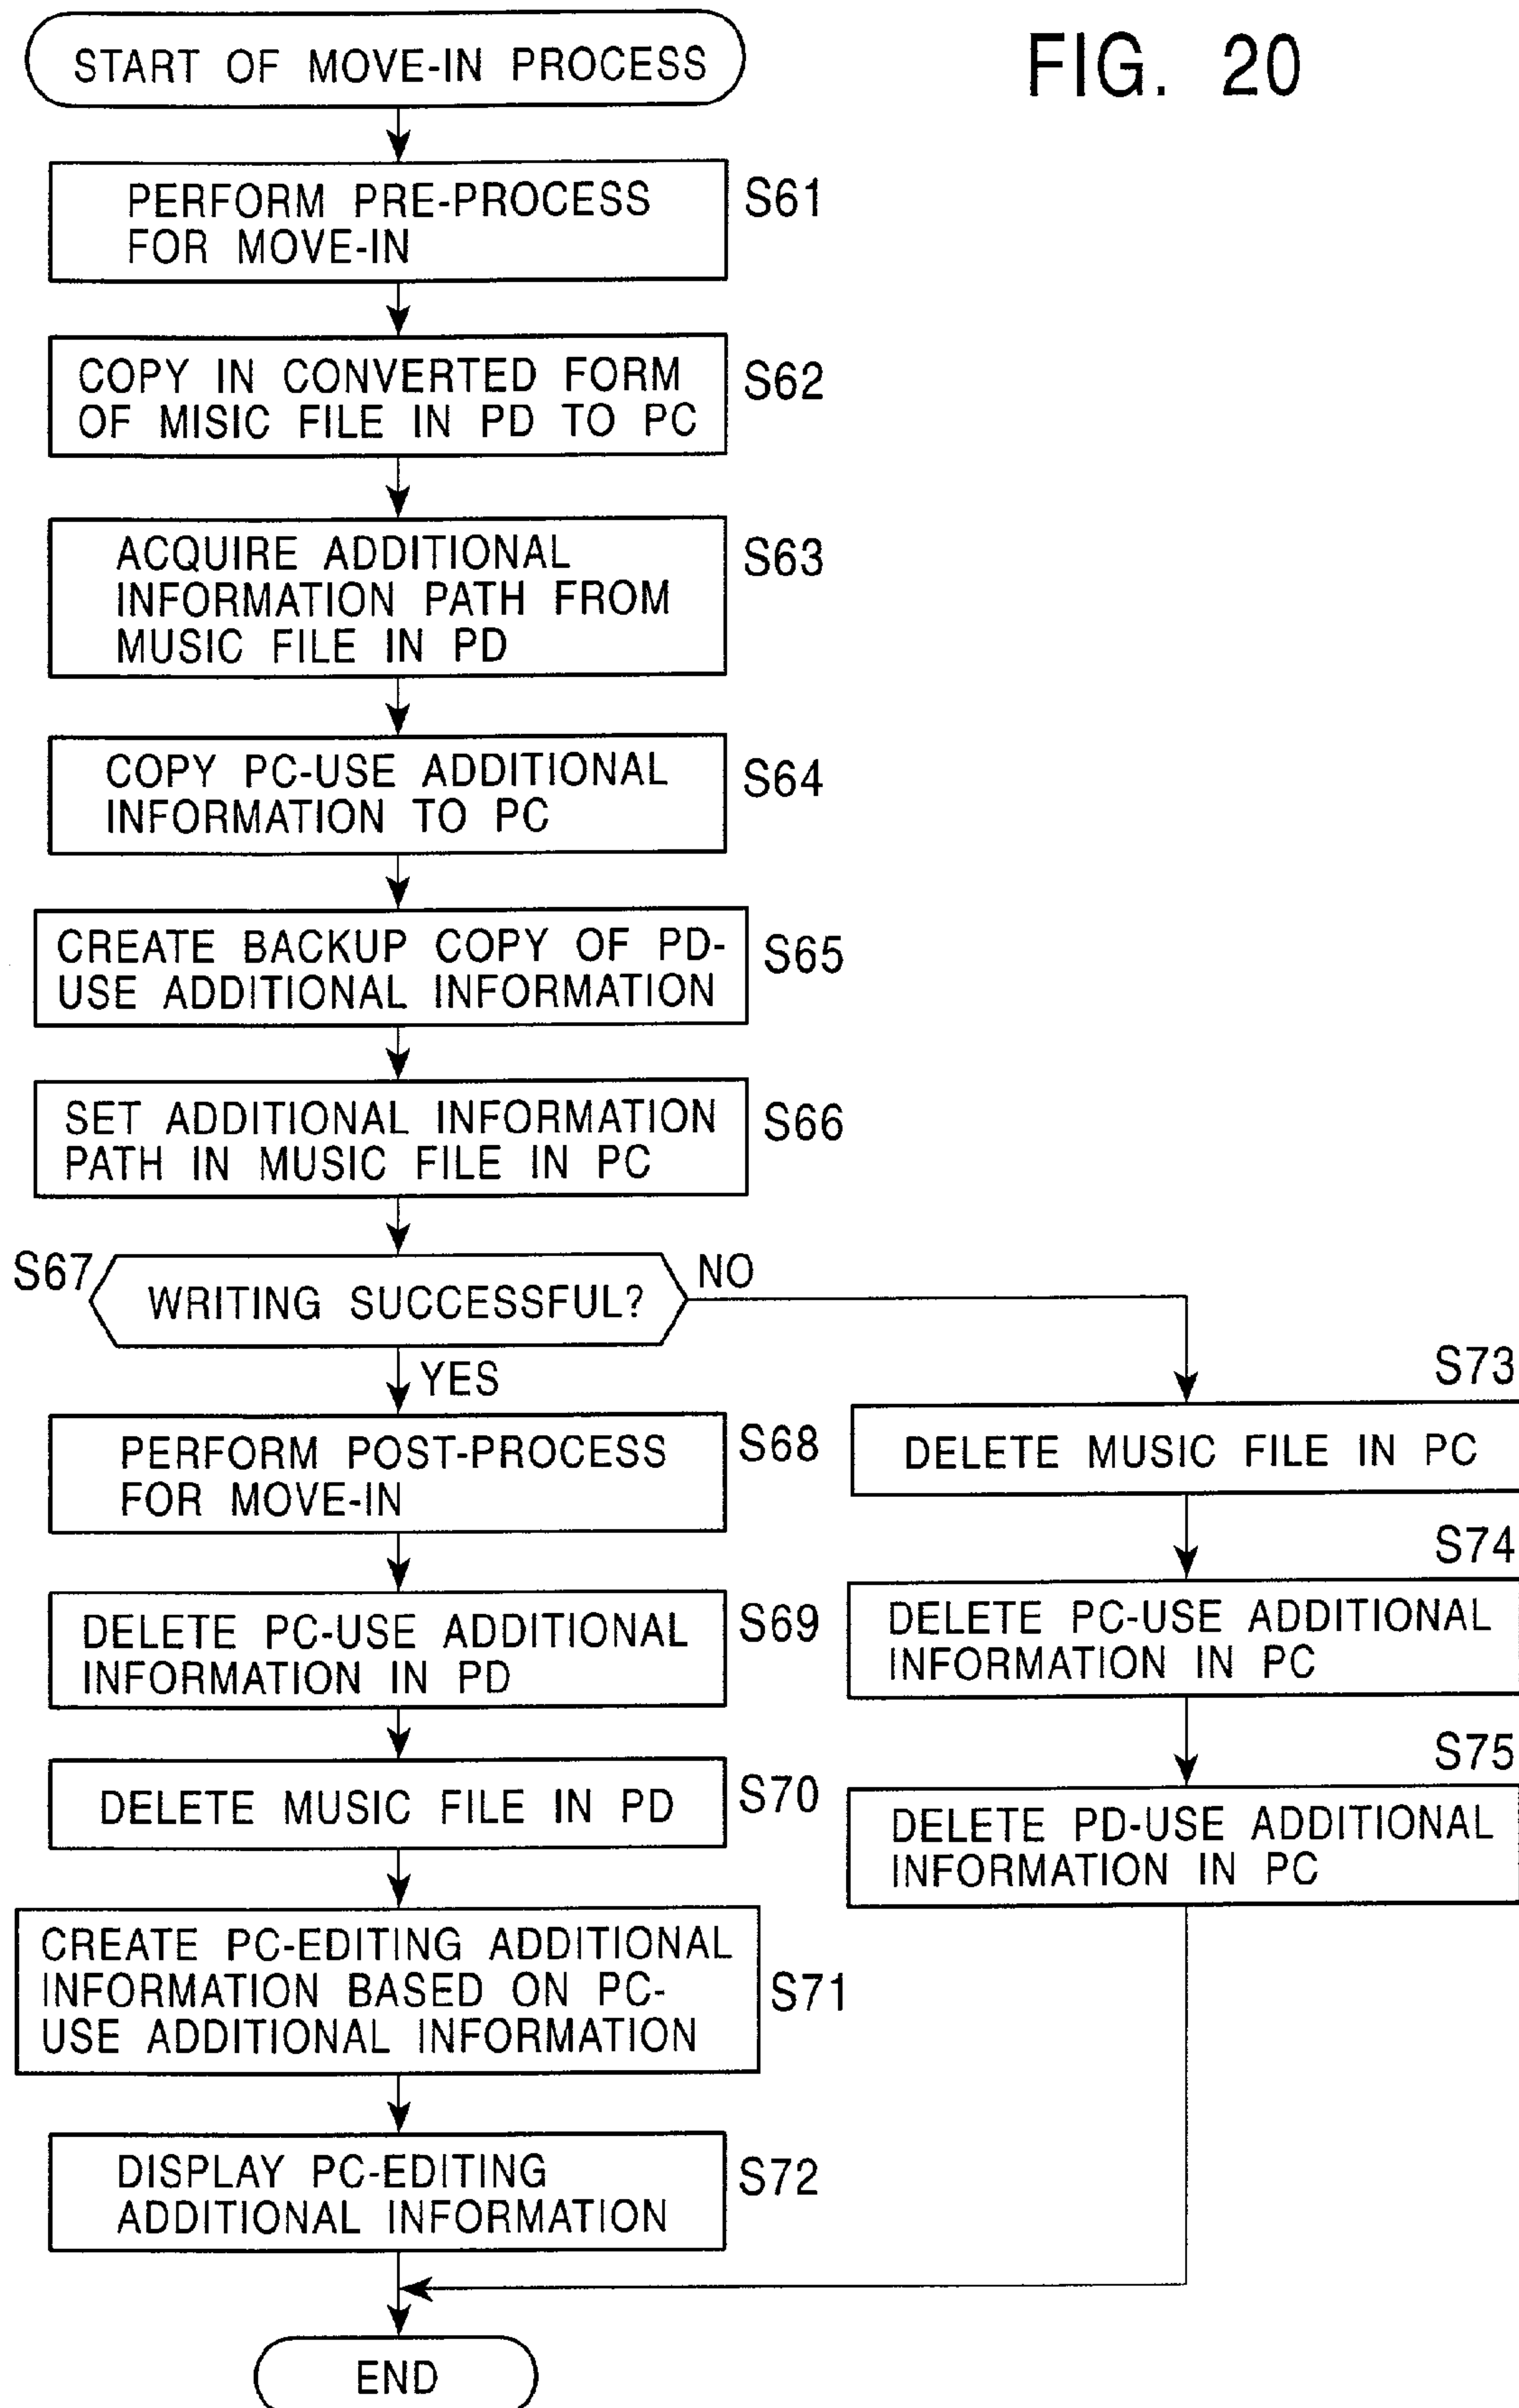 FIG. 20
START OF MOVE-IN PROCESS
PERFORM PRE-PROCESS
FOR MOVE-IN
S61
COPY IN CONVERTED FORM
OF MISIC FILE IN PD TO PC
S62
ACQUIRE ADDITIONAL
INFORMATION PATH FROM
MUSIC FILE IN PD
S63
COPY PC-USE ADDITIONAL
INFORMATION TO PC
S64
CREATE BACKUP COPY OF PD-
USE ADDITIONAL INFORMATION
S65
SET ADDITIONAL INFORMATION
PATH IN MUSIC FILE IN PC
S66
S67
WRITING SUCCESSFUL?
NO
YES
PERFORM POST-PROCESS
FOR MOVE-IN
S68
DELETE PC-USE ADDITIONAL
INFORMATION IN PD
S69
DELETE MUSIC FILE IN PD
S70
CREATE PC-EDITING ADDITIONAL
INFORMATION BASED ON PC-
USE ADDITIONAL INFORMATION
S71
DISPLAY PC-EDITING
ADDITIONAL INFORMATION
S72
S73
DELETE MUSIC FILE IN PC
S74
DELETE PC-USE ADDITIONAL
INFORMATION IN PC
S75
DELETE PD-USE ADDITIONAL
INFORMATION IN PC
END